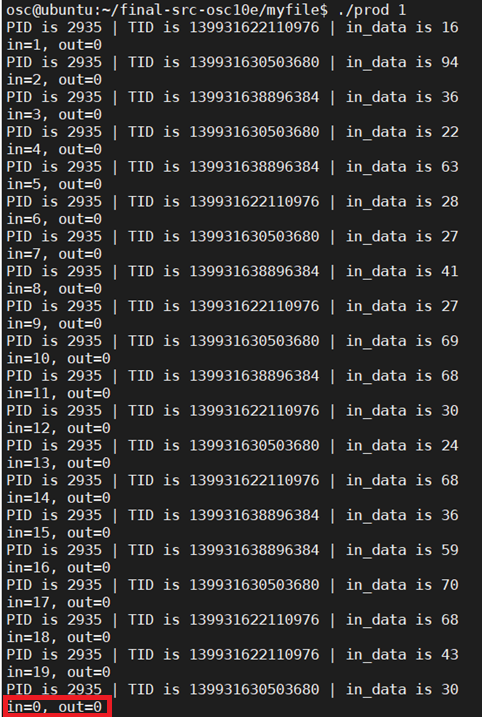 osc@ubuntu:~/final-src-osc10e/myfile$ ./prod 1
PID is 2935 | TID is 139931622110976 | in_data is 16
in=1, out=0
PID is 2935 | TID is 139931630503680 | in_data is 94
in=2, out=0
PID is 2935 | TID is 139931638896384 | in_data is 36
in=3, out=0
PID is 2935 | TID is 139931630503680 | in_data is 22
in=4, out=0
PID is 2935 | TID is 139931638896384 | in_data is 63
in=5, out=0
PID is 2935 | TID is 139931622110976 | in_data is 28
in=6, out=0
PID is 2935 | TID is 139931630503680 | in_data is 27
in=7, out=0
PID is 2935 | TID is 139931638896384 | in_data is 41
in=8, out=0
PID is 2935 | TID is 139931622110976 | in_data is 27
in=9, out=0
PID is 2935 | TID is 139931630503680 | in_data is 69
in=10, out=0
PID is 2935 | TID is 139931638896384 | in_data is 68
in=11, out=0
PID is 2935 | TID is 139931622110976 | in_data is 30
in=12, out=0
PID is 2935 | TID is 139931630503680 | in_data is 24
in=13, out=0
PID is 2935 | TID is 139931622110976 | in_data is 68
in=14, out=0
PID is 2935 | TID is 139931638896384 | in_data is 36
in=15, out=0
PID is 2935 | TID is 139931638896384 | in_data is 59
in=16, out=0
PID is 2935 | TID is 139931630503680 | in_data is 70
in=17, out=0
PID is 2935 | TID is 139931622110976 | in_data is 68
in=18, out=0
PID is 2935 | TID is 139931622110976 | in_data is 43
in=19, out=0
PID is 2935 | TID is 139931630503680 | in_data is 30
in=0, out=0